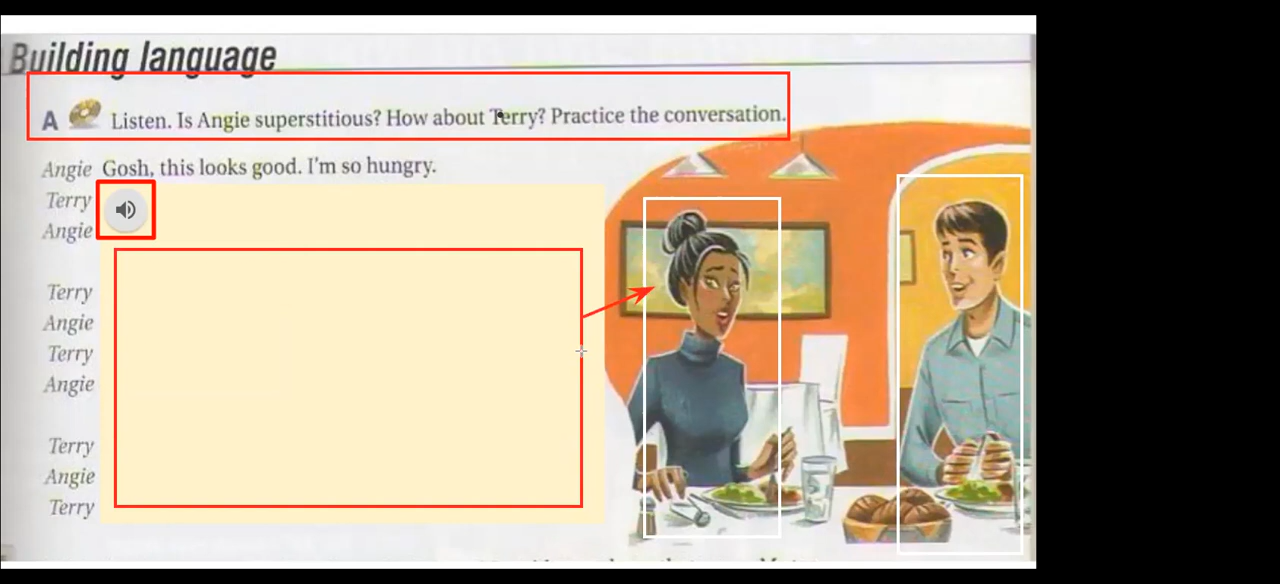 Building language
A Listen. Is Angie superstitious? How about Terry? Practice the conversation.
Angie Gosh, this looks good. I'm so hungry.
Terry
Angie
Terry
Angie
Terry
Angie
Terry
Angie
Terry